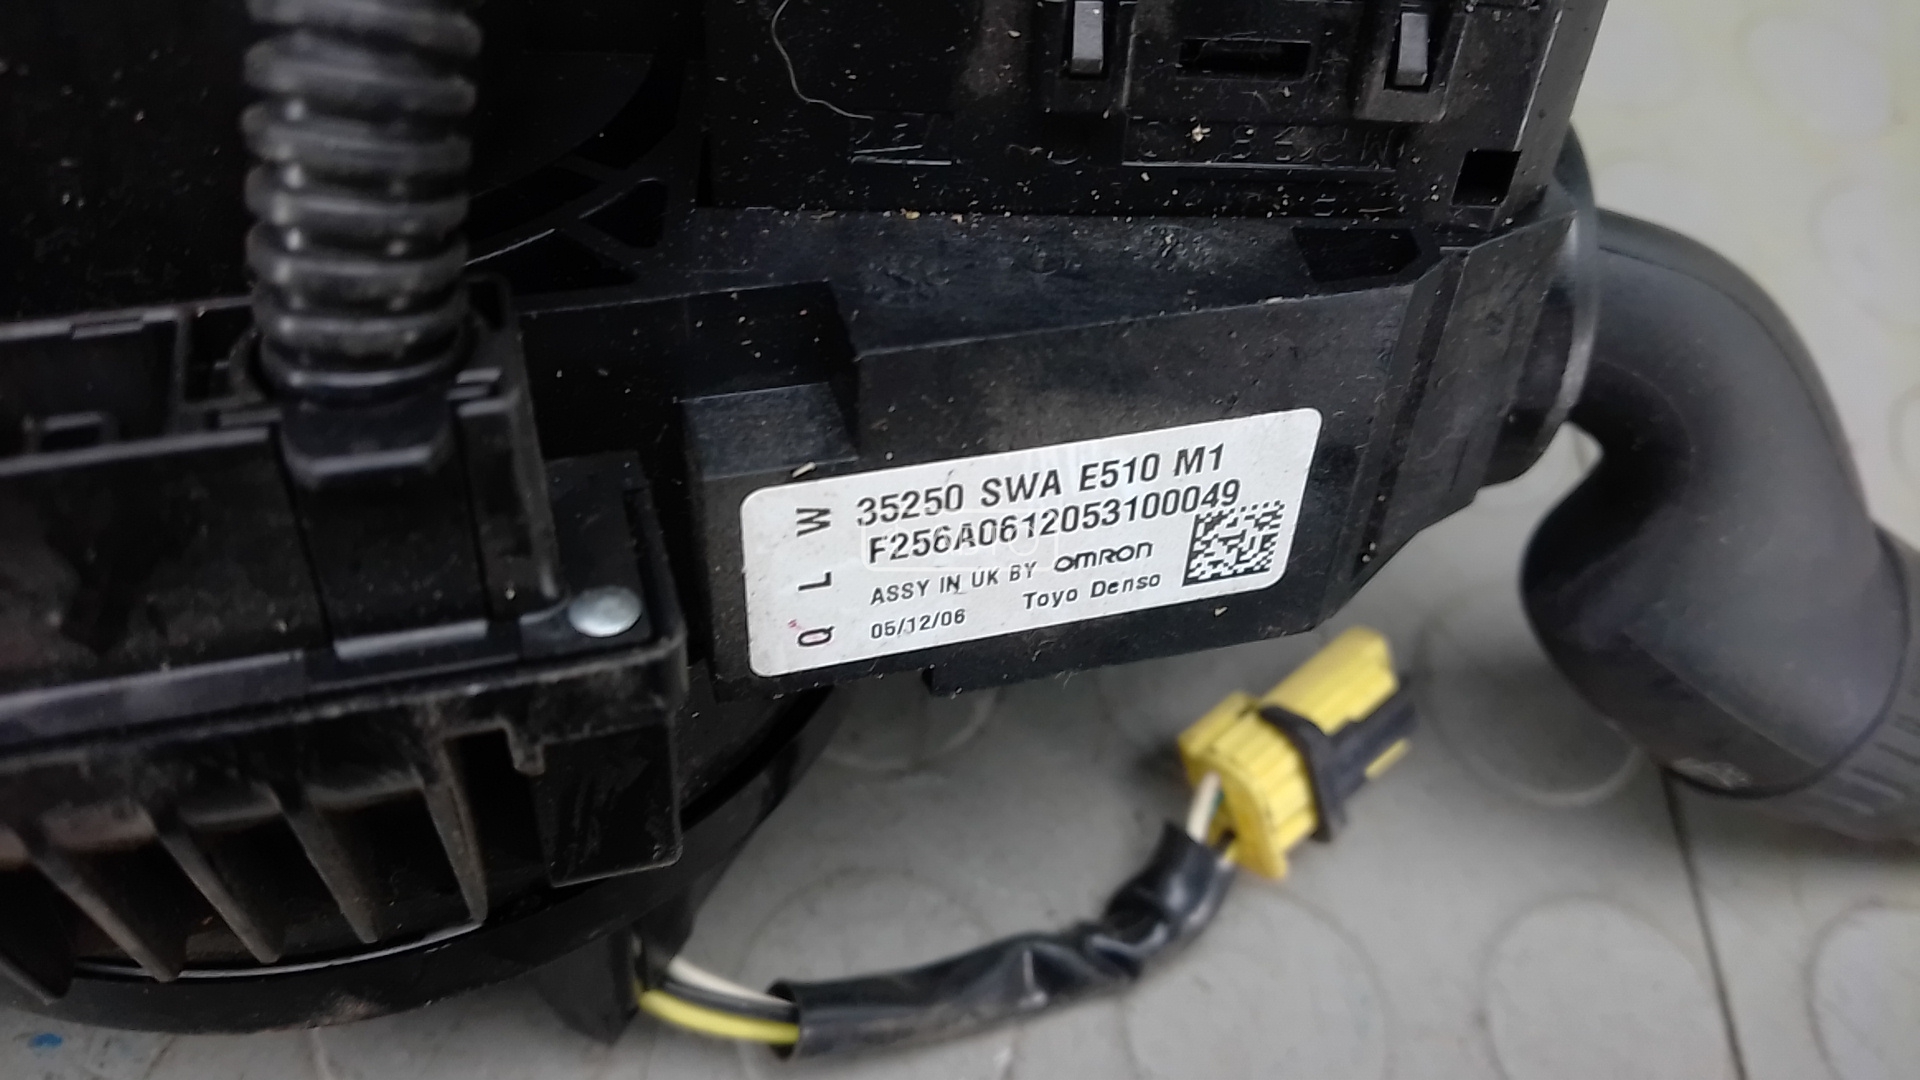 35250 SWA E510 M1
F256A0612053100049
ASSY IN UK BY OMRON
05/12/06 Toyo Denso
Q L W